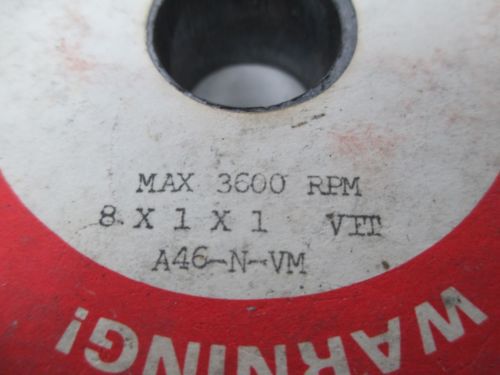 MAX 3600 RPM
8 X 1 X 1 VIT
A46-N-VM
WARNING!